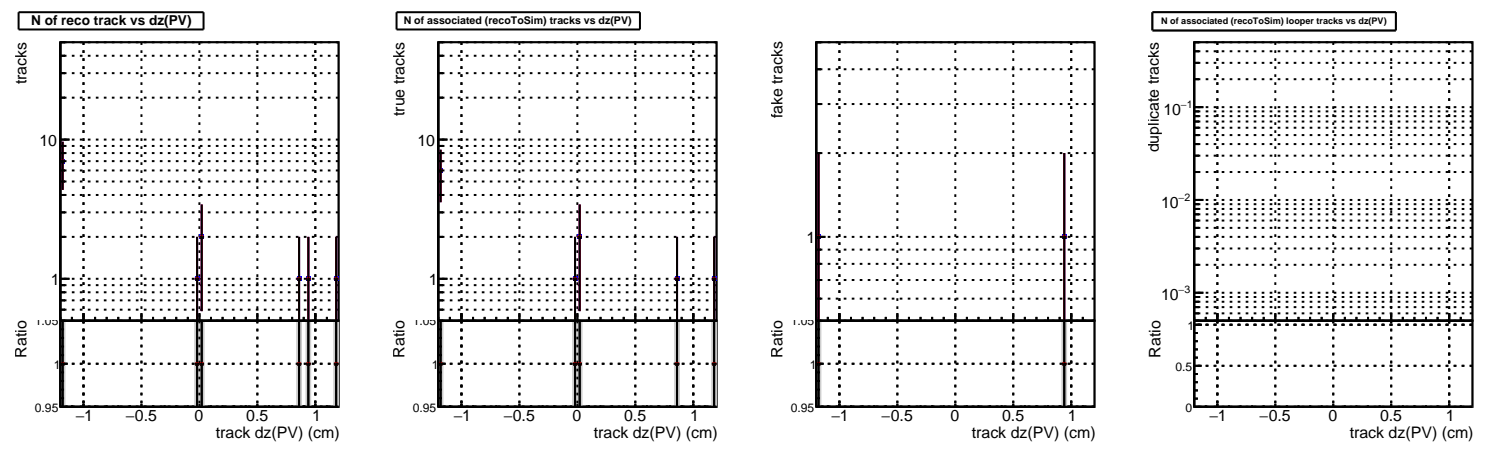 N of reco track vs dz(PV)
tracks
10
1
Ratio
1.05
1
0.95
−1 −0.5 0 0.5 1
track dz(PV) (cm)
N of associated (recoToSim) tracks vs dz(PV)
true tracks
10
1
Ratio
1.05
1
0.95
−1 −0.5 0 0.5 1
track dz(PV) (cm)
fake tracks
1
Ratio
1.05
1
0.95
−1 −0.5 0 0.5 1
track dz(PV) (cm)
N of associated (recoToSim) looper tracks vs dz(PV)
duplicate tracks
10−1
10−2
10−3
Ratio
1
0.5
0
−1 −0.5 0 0.5 1
track dz(PV) (cm)